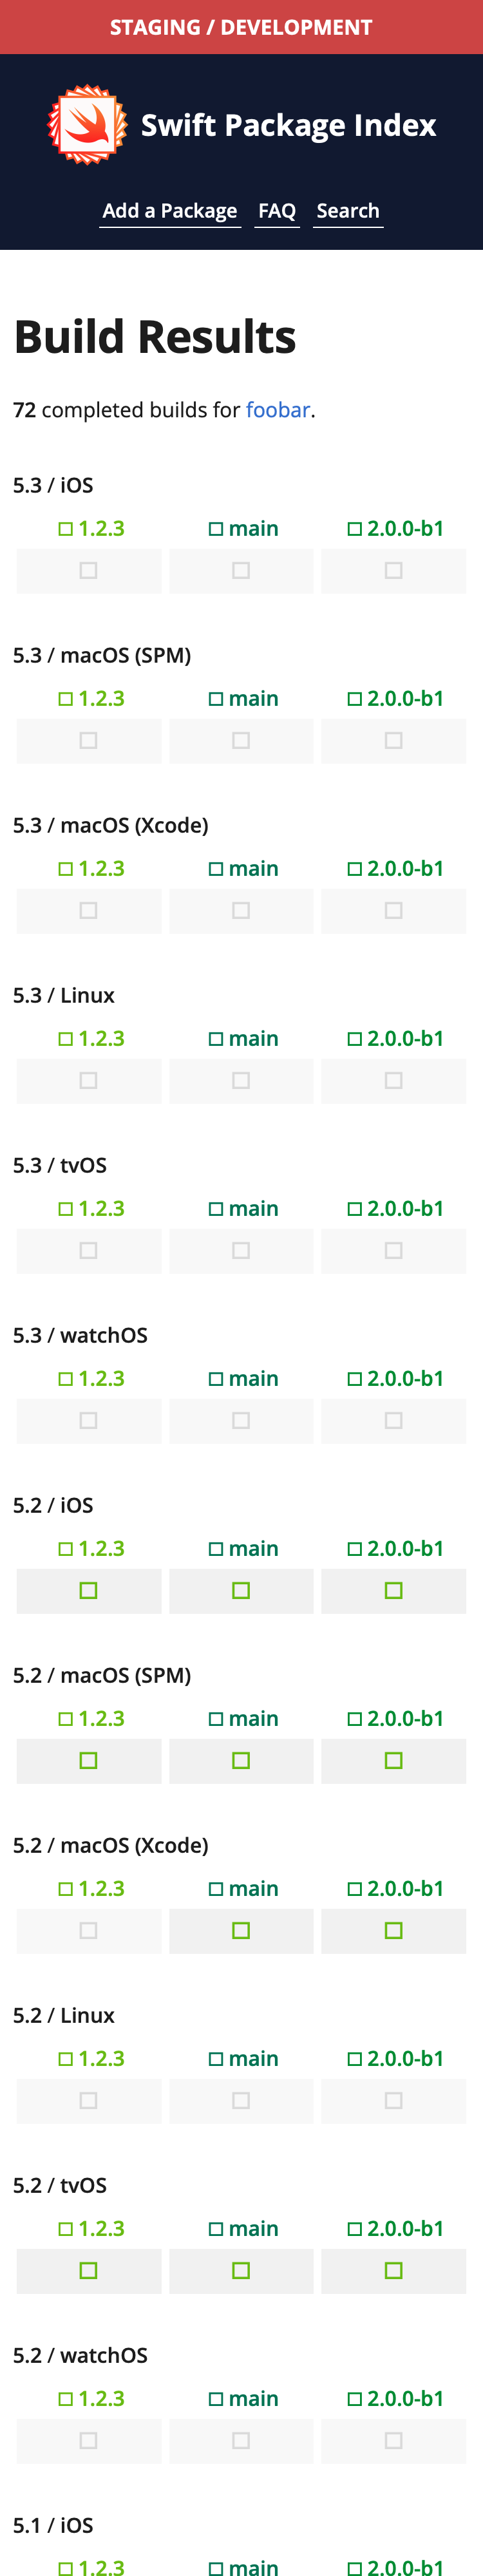 STAGING / DEVELOPMENT
Swift Package Index
Add a Package FAQ Search
Build Results
72 completed builds for foobar.
5.3 / iOS
1.2.3 main 2.0.0-b1
5.3 / macOS (SPM)
1.2.3 main 2.0.0-b1
5.3 / macOS (Xcode)
1.2.3 main 2.0.0-b1
5.3 / Linux
1.2.3 main 2.0.0-b1
5.3 / tvOS
1.2.3 main 2.0.0-b1
5.3 / watchOS
1.2.3 main 2.0.0-b1
5.2 / iOS
1.2.3 main 2.0.0-b1
5.2 / macOS (SPM)
1.2.3 main 2.0.0-b1
5.2 / macOS (Xcode)
1.2.3 main 2.0.0-b1
5.2 / Linux
1.2.3 main 2.0.0-b1
5.2 / tvOS
1.2.3 main 2.0.0-b1
5.2 / watchOS
1.2.3 main 2.0.0-b1
5.1 / iOS
1.2.3 main 2.0.0-b1